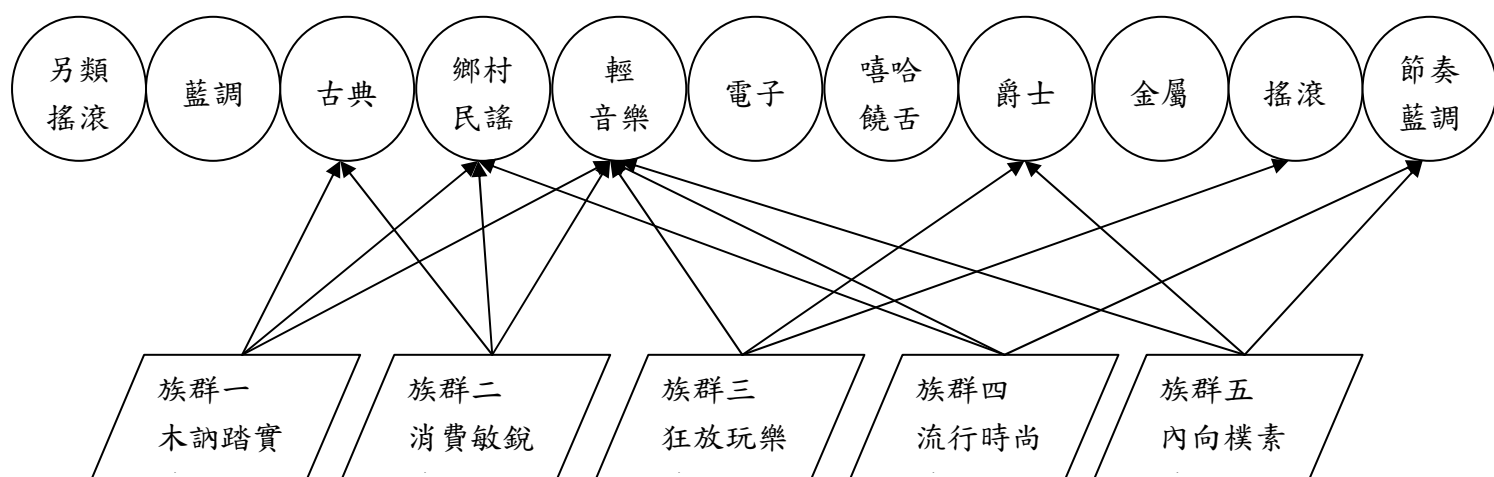 另類
搖滾
藍調
古典
鄉村
民謠
輕
音樂
電子
嘻哈
饒舌
爵士
金屬
搖滾
節奏
藍調
族群一
木訥踏實
族群二
消費敏銳
族群三
狂放玩樂
族群四
流行時尚
族群五
內向樸素